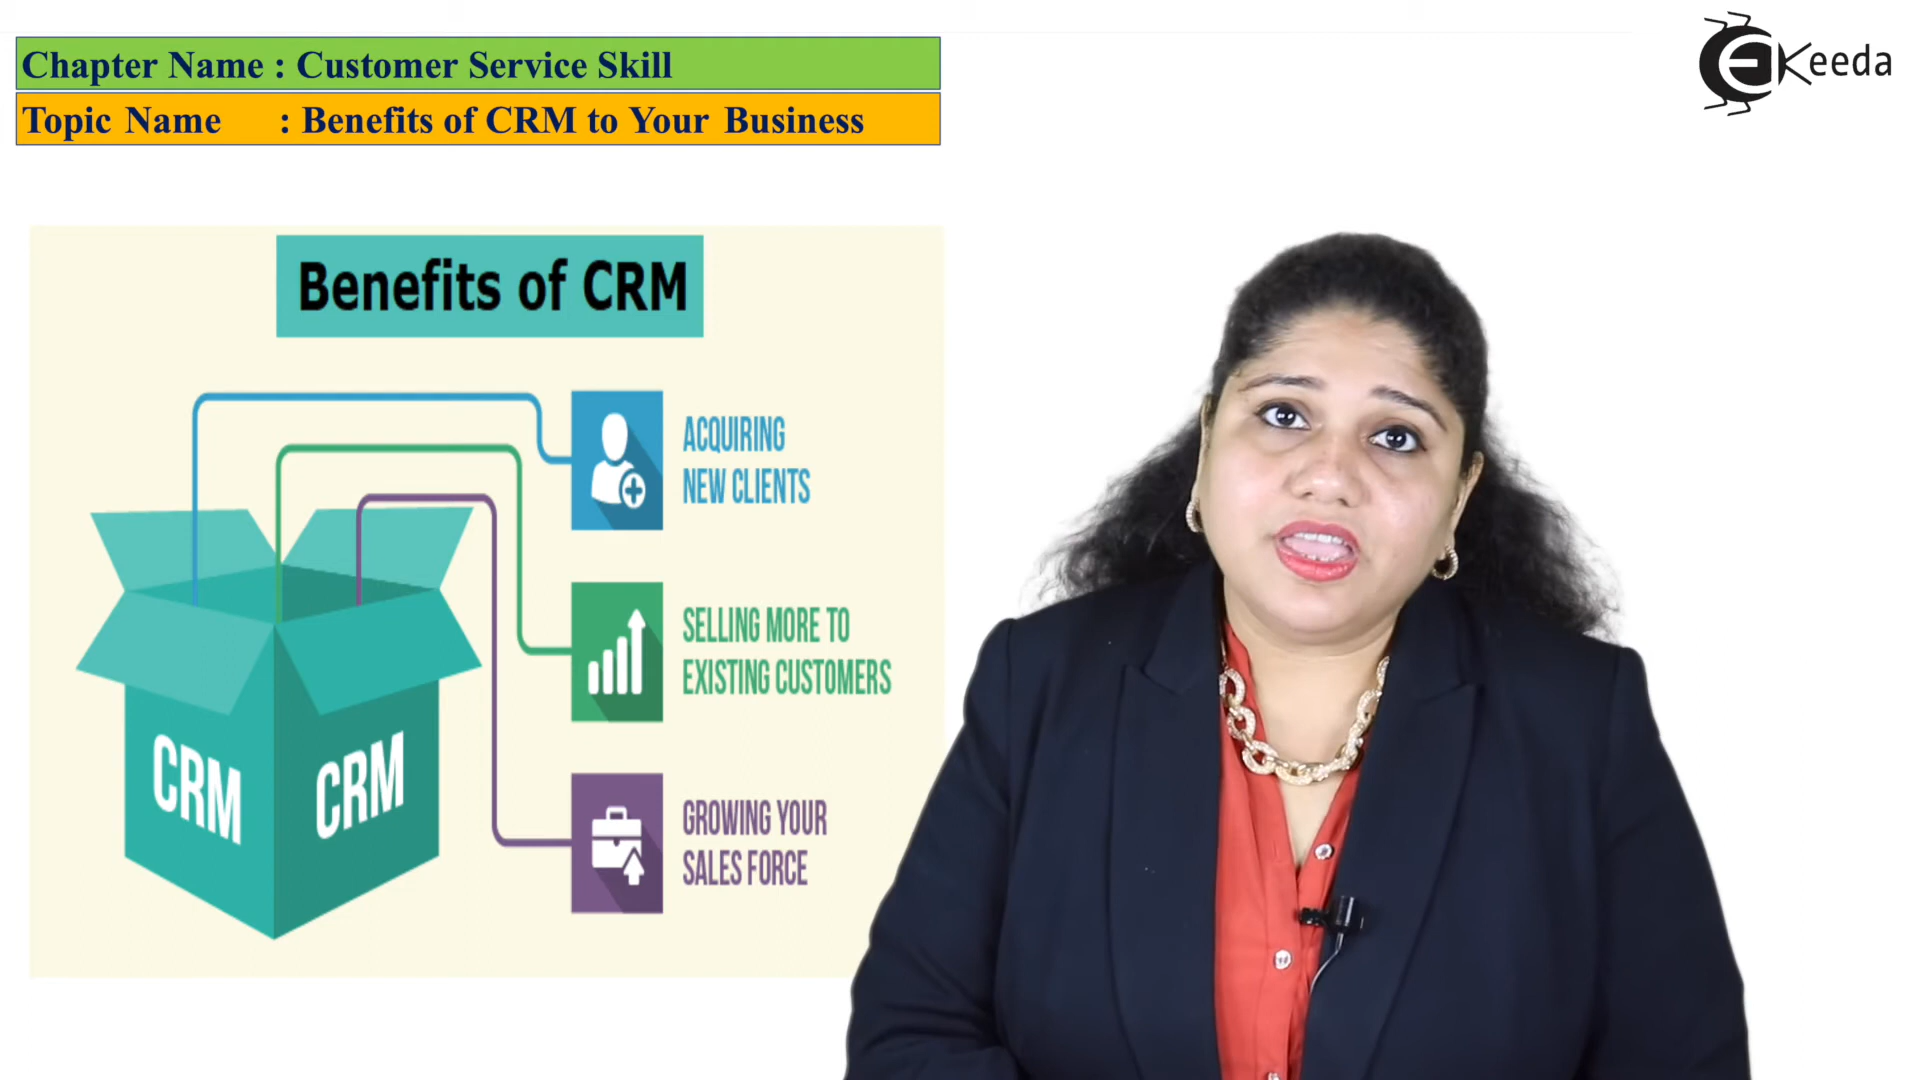 Chapter Name : Customer Service Skill
Topic Name : Benefits of CRM to Your Business
EKeeda
Benefits of CRM
ACQUIRING
NEW CLIENTS
SELLING MORE TO
EXISTING CUSTOMERS
GROWING YOUR
SALES FORCE
CRM
CRM